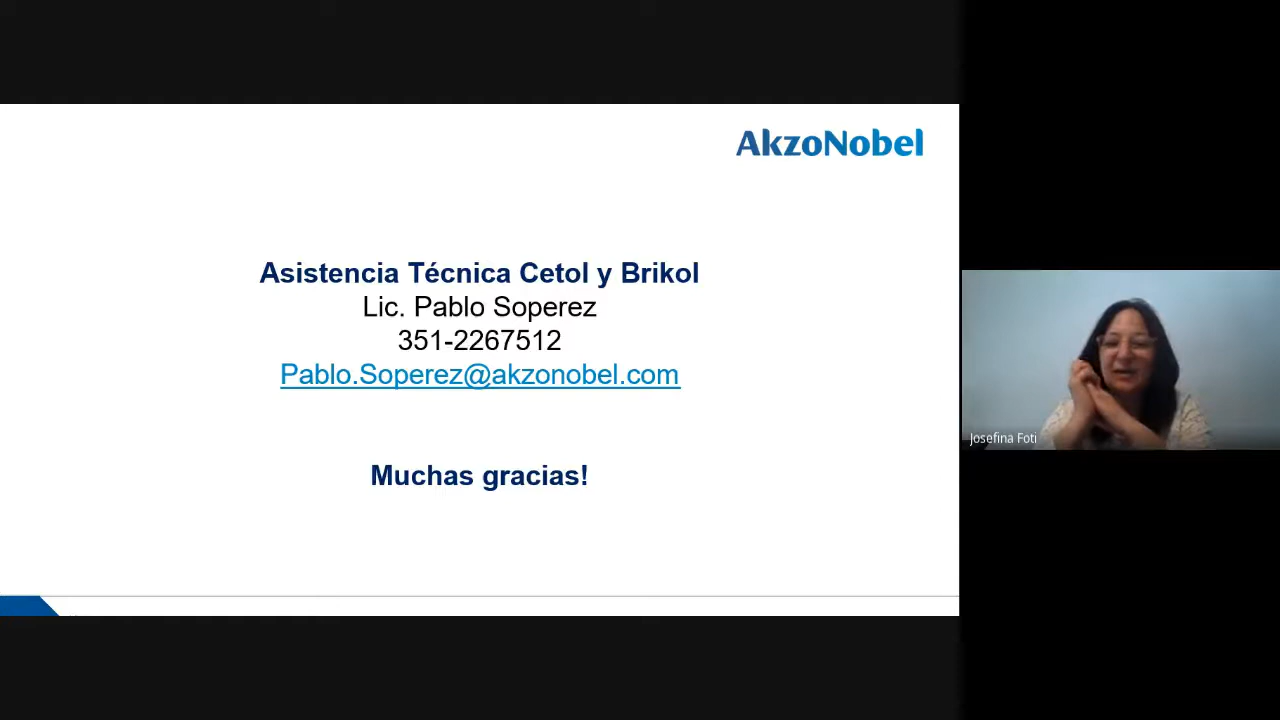 AkzoNobel
Asistencia Técnica Cetol y Brikol
Lic. Pablo Soperez
351-2267512
Pablo.Soperez@akzonobel.com
Muchas gracias!
Josefina Foti